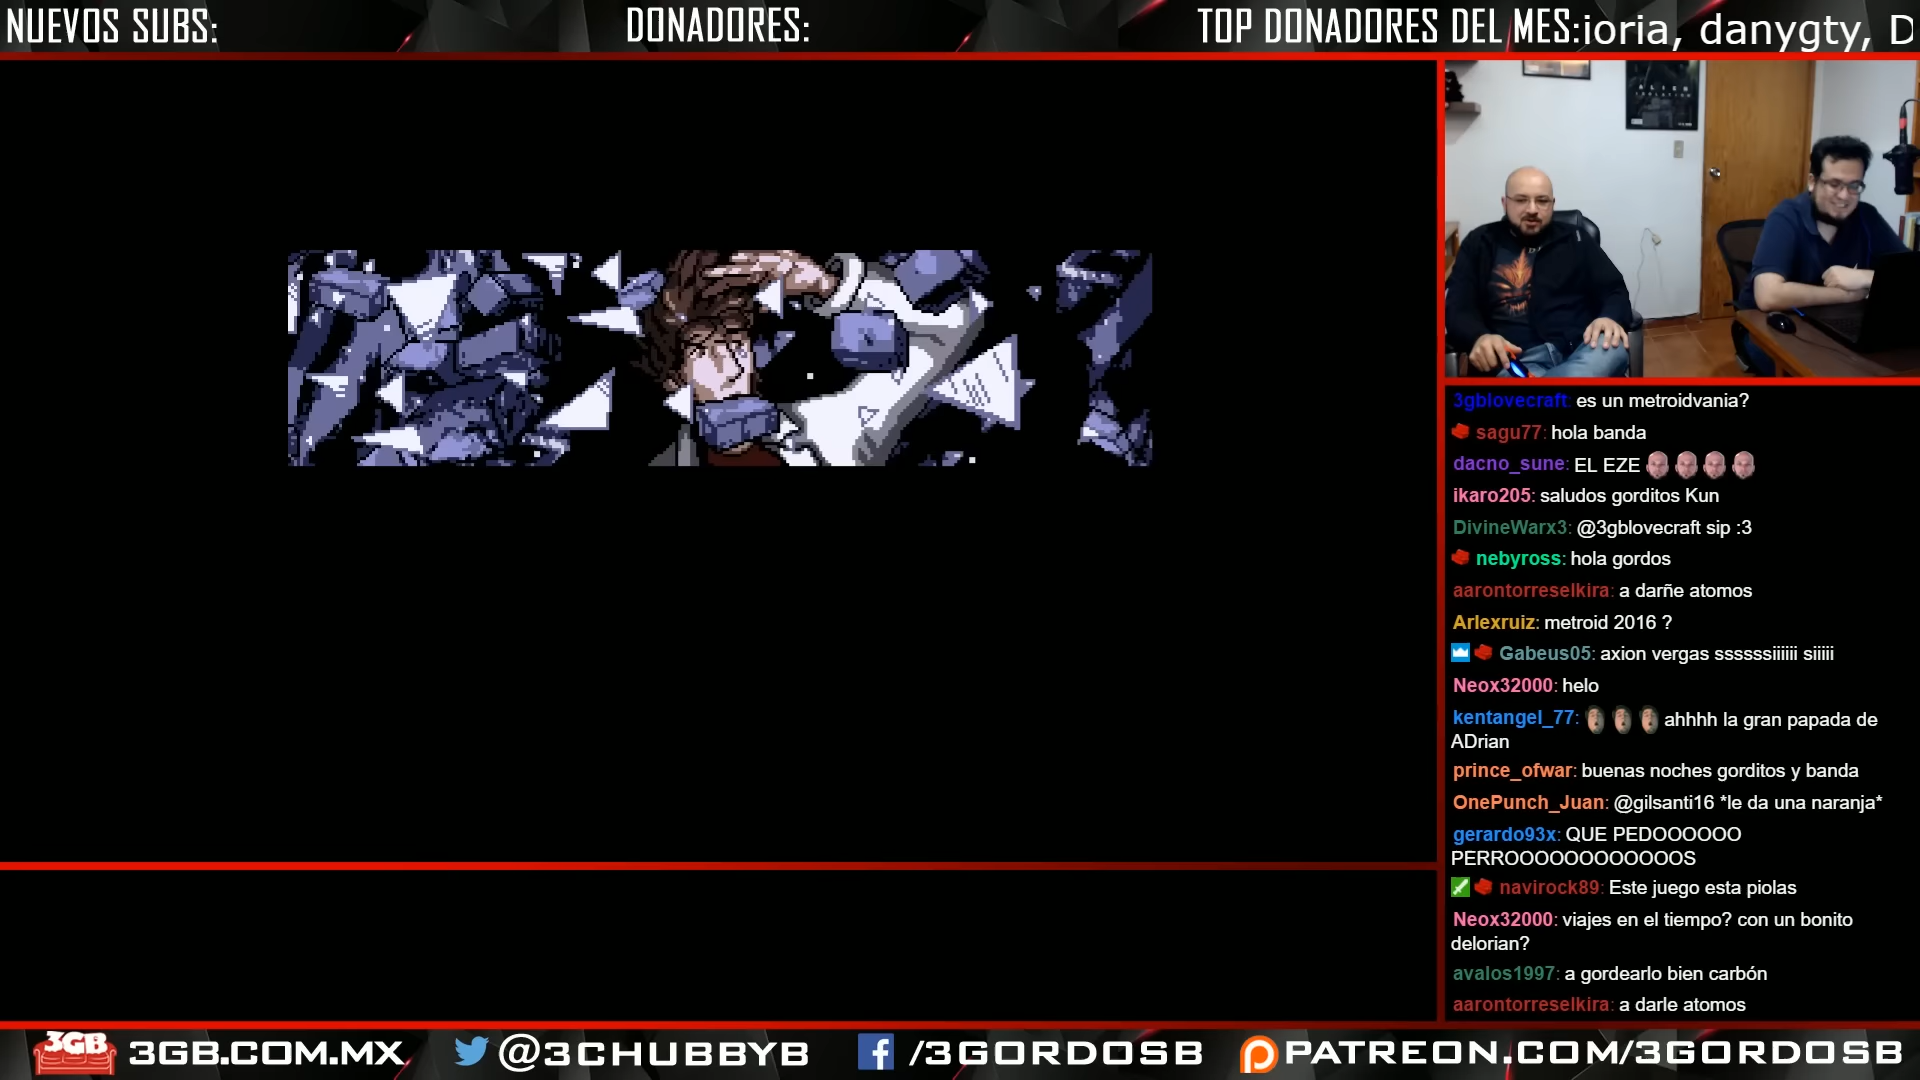 NUEVOS SUBS:
DONADORES:
TOP DONADORES DEL MES:ioria, danygty, D
ALIEN
3gblovecraft: es un metroidvania?
sagu77: hola banda
dacno_sune: EL EZE
ikaro205: saludos gorditos Kun
DivineWarx3: @3gblovecraft sip :3
nebyross: hola gordos
aarontorreselkira: a darñe atomos
Arlexruiz: metroid 2016 ?
Gabeus05: axion vergas ssssssiiiiii siiiii
Neox32000: helo
kentangel_77: ahhhh la gran papada de
ADrian
prince_ofwar: buenas noches gorditos y banda
OnePunch_Juan: @gilsanti16 *le da una naranja*
gerardo93x: QUE PEDOOOOOO
PERROOOOOOOOOOOOS
navirock89: Este juego esta piolas
Neox32000: viajes en el tiempo? con un bonito
delorian?
avalos1997: a gordearlo bien carbón
aarontorreselkira: a darle atomos
3GB 3GB.COM.MX @3CHUBBYB /3GORDOSB PATREON.COM/3GORDOSB